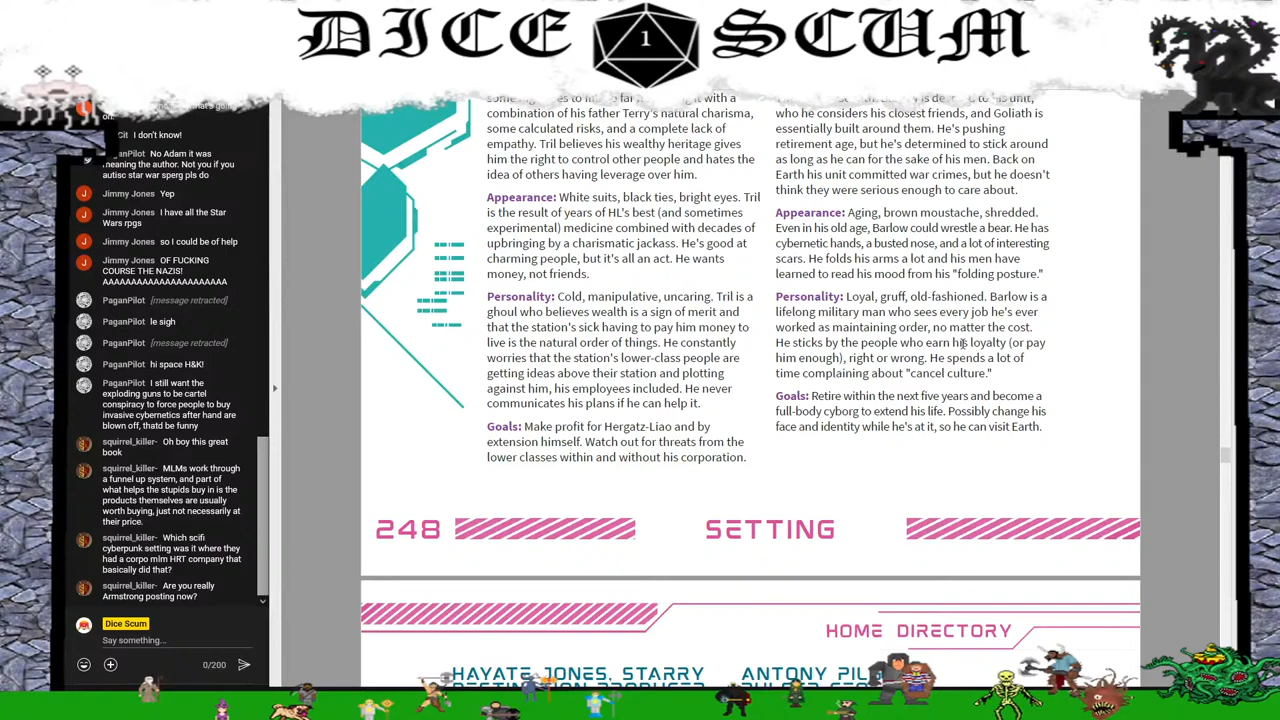 DICE SCUM
1
on.
I don't know!
PaganPilot No Adam it was
meaning the author. Not you if you
autisc star war sperg pls do
Jimmy Jones Yep
Jimmy Jones I have all the Star
Wars rpgs
Jimmy Jones so I could be of help
Jimmy Jones OF FUCKING
COURSE THE NAZIS!
AAAAAAAAAAAAAAAAAAAAA
PaganPilot [message retracted]
PaganPilot le sigh
PaganPilot [message retracted]
PaganPilot hi space H&K!
PaganPilot I still want the
exploding guns to be cartel
conspiracy to force people to buy
invasive cybernetics after hand are
blown off, thatd be funny
squirrel_killer- Oh boy this great
book
squirrel_killer- MLMs work through
a funnel up system, and part of
what helps the stupids buy in is the
products themselves are usually
worth buying, just not necessarily at
their price.
squirrel_killer- Which scifi
cyberpunk setting was it where they
had a corpo mlm HRT company that
basically did that?
squirrel_killer- Are you really
Armstrong posting now?
Dice Scum
Say something...
0/200
combination of his father Terry's natural charisma,
some calculated risks, and a complete lack of
empathy. Tril believes his wealthy heritage gives
him the right to control other people and hates the
idea of others having leverage over him.
Appearance: White suits, black ties, bright eyes. Tril
is the result of years of HL's best (and sometimes
experimental) medicine combined with decades of
upbringing by a charismatic jackass. He's good at
charming people, but it's all an act. He wants
money, not friends.
Personality: Cold, manipulative, uncaring. Tril is a
ghoul who believes wealth is a sign of merit and
that the station's sick having to pay him money to
live is the natural order of things. He constantly
worries that the station's lower-class people are
getting ideas above their station and plotting
against him, his employees included. He never
communicates his plans if he can help it.
Goals: Make profit for Hergatz-Liao and by
extension himself. Watch out for threats from the
lower classes within and without his corporation.
who he considers his closest friends, and Goliath is
essentially built around them. He's pushing
retirement age, but he's determined to stick around
as long as he can for the sake of his men. Back on
Earth his unit committed war crimes, but he doesn't
think they were serious enough to care about.
Appearance: Aging, brown moustache, shredded.
Even in his old age, Barlow could wrestle a bear. He has
cybernetic hands, a busted nose, and a lot of interesting
scars. He folds his arms a lot and his men have
learned to read his mood from his "folding posture."
Personality: Loyal, gruff, old-fashioned. Barlow is a
lifelong military man who sees every job he's ever
worked as maintaining order, no matter the cost.
He sticks by the people who earn his loyalty (or pay
him enough), right or wrong. He spends a lot of
time complaining about "cancel culture."
Goals: Retire within the next five years and become a
full-body cyborg to extend his life. Possibly change his
face and identity while he's at it, so he can visit Earth.
248 SETTING
HOME DIRECTORY
HAYATE JONES, STARRY
ANTONY